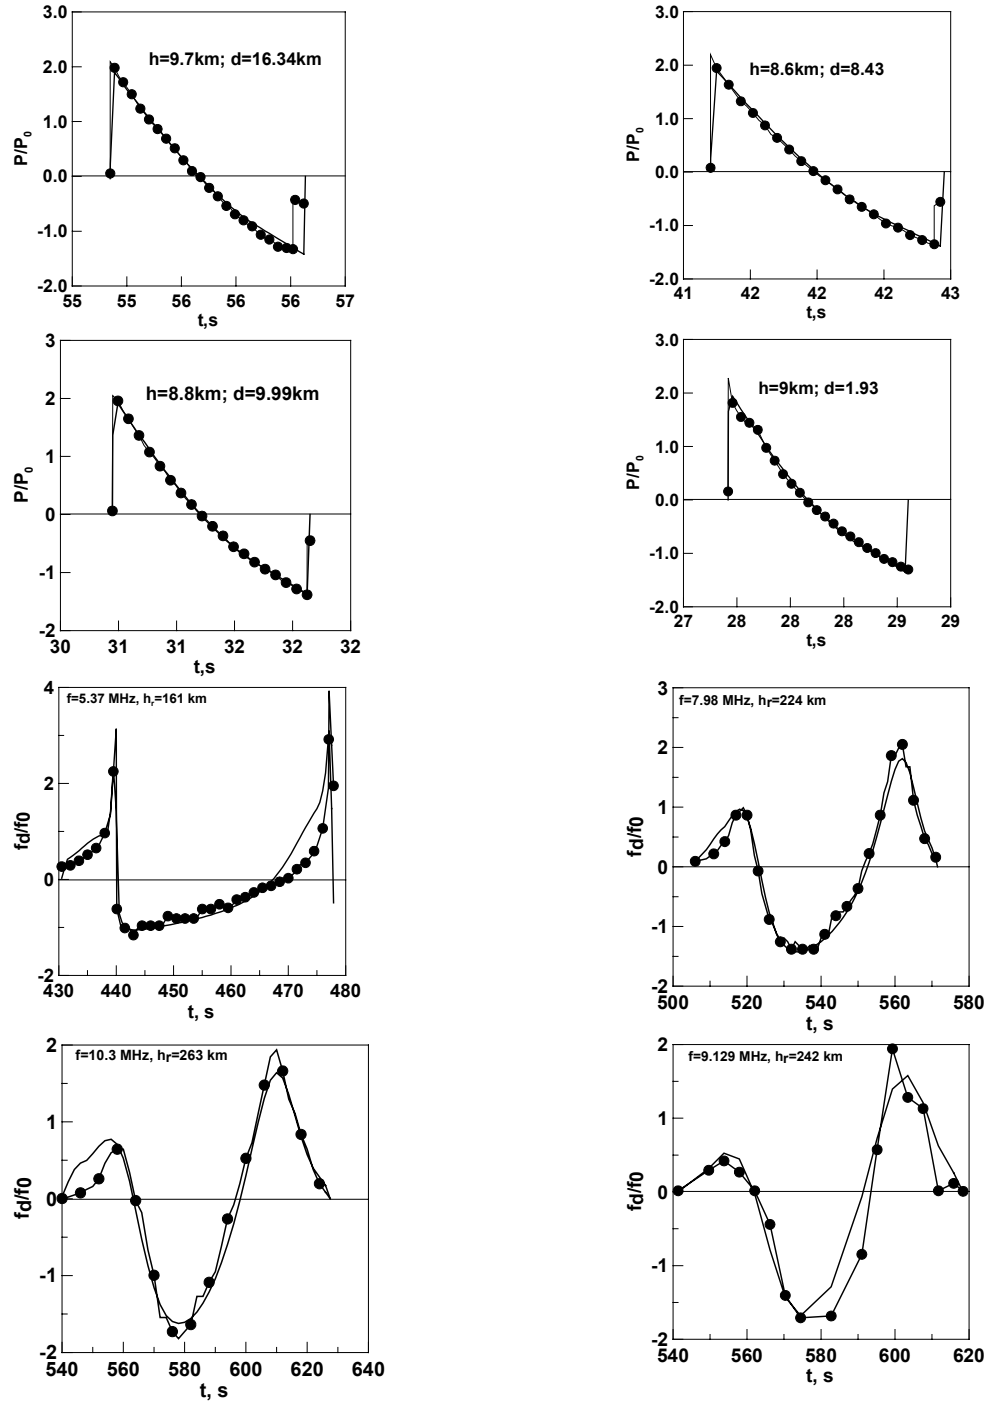 3.0
2.0
1.0
0.0
-1.0
-2.0
P/P0
h=9.7km; d=16.34km
55 55 56 56 56 57
t,s
3.0
2.0
1.0
0.0
-1.0
-2.0
P/P0
h=8.6km; d=8.43
41 42 42 42 43
t,s
3
2
1
0
-1
-2
P/P0
h=8.8km; d=9.99km
30 31 31 32 32 32
t,s
3.0
2.0
1.0
0.0
-1.0
-2.0
P/P0
h=9km; d=1.93
27 28 28 28 29 29
t,s
4
2
0
-2
fd/f0
f=5.37 MHz, hr=161 km
430 440 450 460 470 480
t, s
3
2
1
0
-1
-2
fd/f0
f=7.98 MHz, hr=224 km
500 520 540 560 580
t, s
2
1
0
-1
-2
fd/f0
f=10.3 MHz, hr=263 km
540 560 580 600 620 640
t, s
2
1
0
-1
-2
fd/f0
f=9.129 MHz, hr=242 km
540 560 580 600 620
t, s